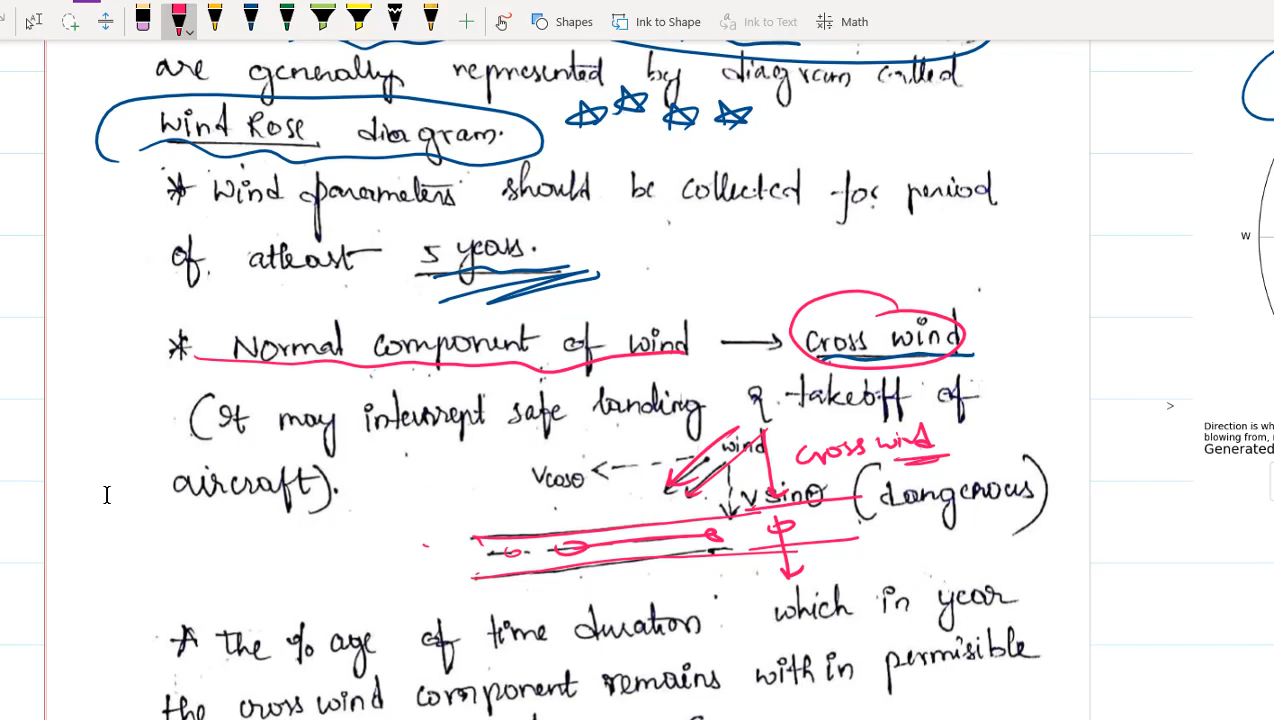 Shapes Ink to Shape Ink to Text Math
are generally represented by diagram called
Wind Rose diagram.
* Wind parameters should be collected for period
of atleast 5 years.
* Normal component of wind → cross wind
(It may interrupt safe landing & takeoff of
wind cross wind
aircraft). Vcosθ Vsinθ (dangerous)
* The % age of time duration which in year
the cross wind component remains with in permisible
W
>
Direction is wh
blowing from,
Generated